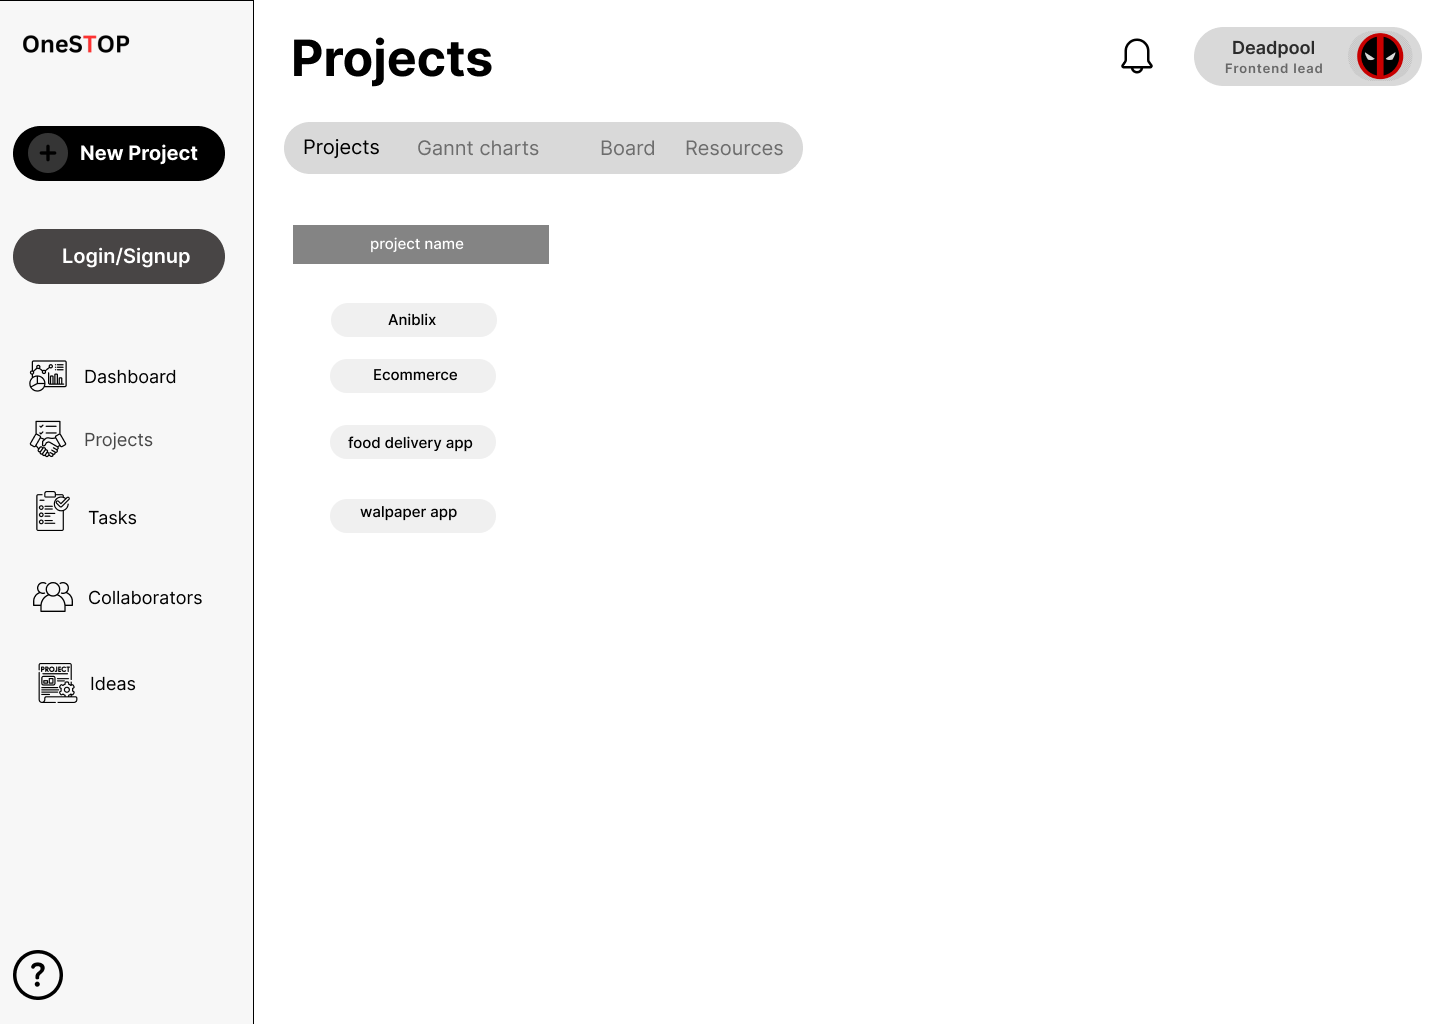 OneSTOP
New Project
Login/Signup
Dashboard
Projects
Tasks
Collaborators
PROJECT
Ideas
?
Projects
Deadpool
Frontend lead
Projects
Gannt charts
Board
Resources
project name
Aniblix
Ecommerce
food delivery app
walpaper app